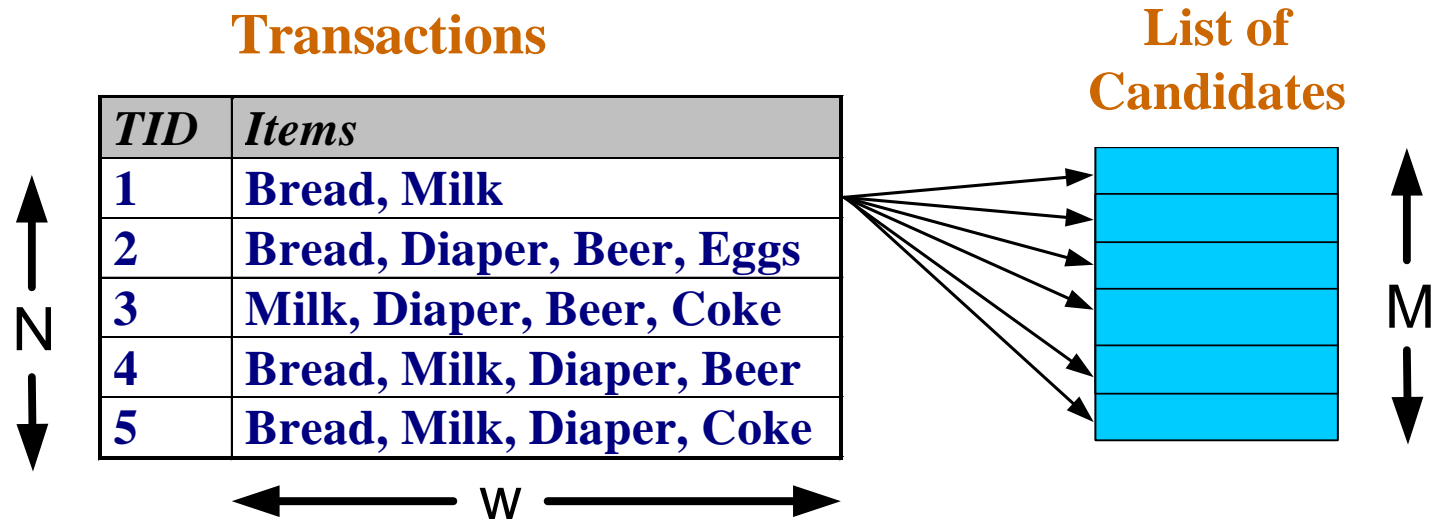 Transactions
List of
Candidates
TID Items
1 Bread, Milk
2 Bread, Diaper, Beer, Eggs
3 Milk, Diaper, Beer, Coke
4 Bread, Milk, Diaper, Beer
5 Bread, Milk, Diaper, Coke
N
M
w